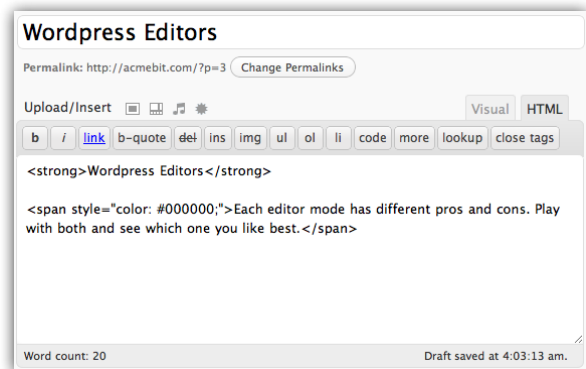 Wordpress Editors
Permalink: http://acmebit.com/?p=3 Change Permalinks
Upload/Insert Visual HTML
b i link b-quote del ins img ul ol li code more lookup close tags
<strong>Wordpress Editors</strong>
<span style="color: #000000;">Each editor mode has different pros and cons. Play
with both and see which one you like best.</span>
Word count: 20 Draft saved at 4:03:13 am.